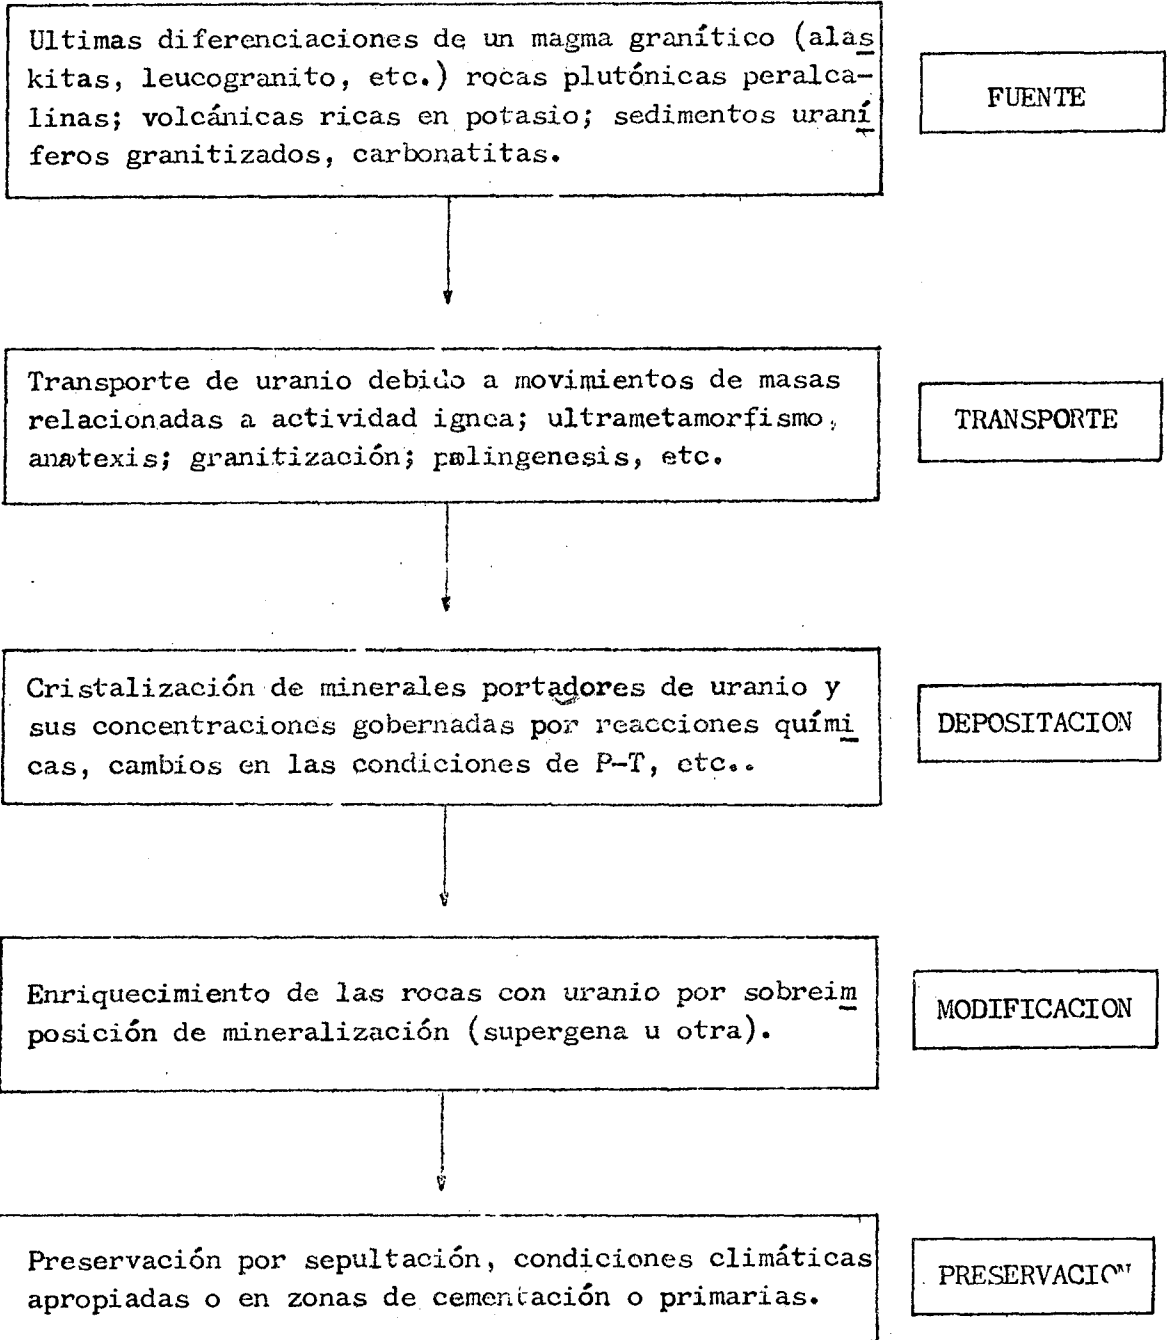 Ultimas diferenciaciones de un magma granítico (alas
kitas, leucogranito, etc.) rocas plutónicas peralca-
linas; volcánicas ricas en potasio; sedimentos uraní
feros granitizados, carbonatitas.
FUENTE
Transporte de uranio debido a movimientos de masas
relacionadas a actividad ignea; ultrametamorfismo,
anatexis; granitización; palingenesis, etc.
TRANSPORTE
Cristalización de minerales portadores de uranio y
sus concentraciones gobernadas por reacciones quími
cas, cambios en las condiciones de P-T, etc..
DEPOSITACION
Enriquecimiento de las rocas con uranio por sobreim
posición de mineralización (supergena u otra).
MODIFICACION
Preservación por sepultación, condiciones climáticas
apropiadas o en zonas de cementación o primarias.
PRESERVACION